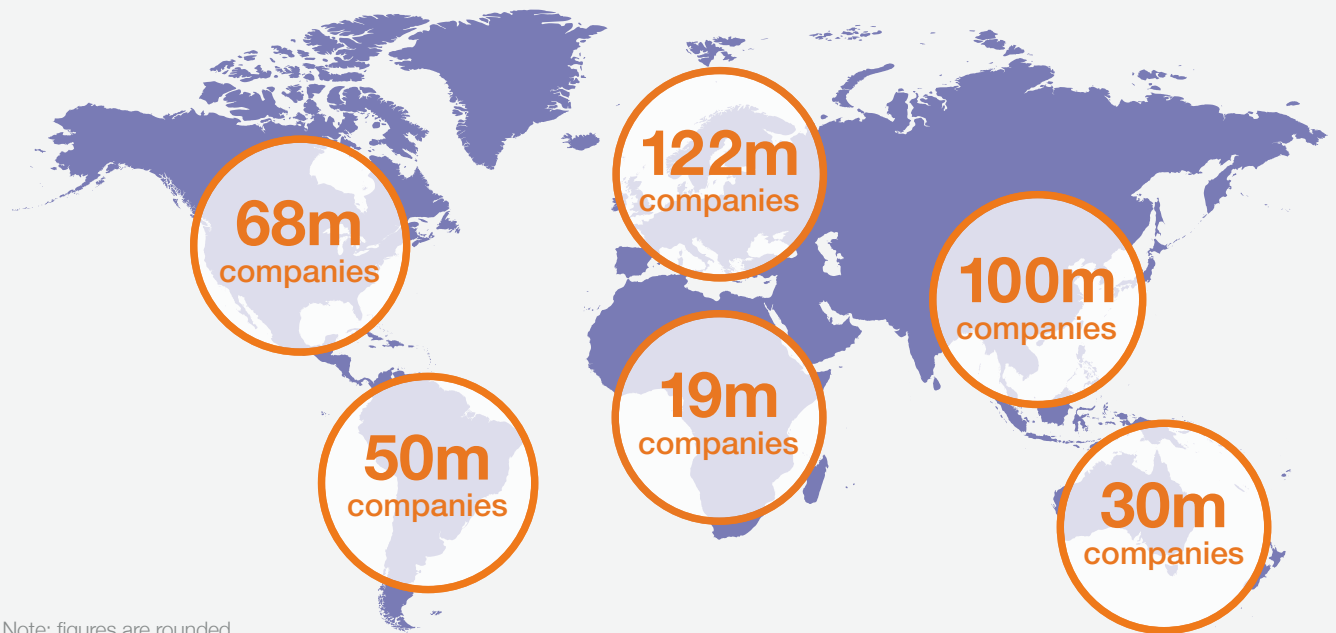 122m
companies
68m
companies
100m
companies
19m
companies
50m
companies
30m
companies
Note: figures are rounded